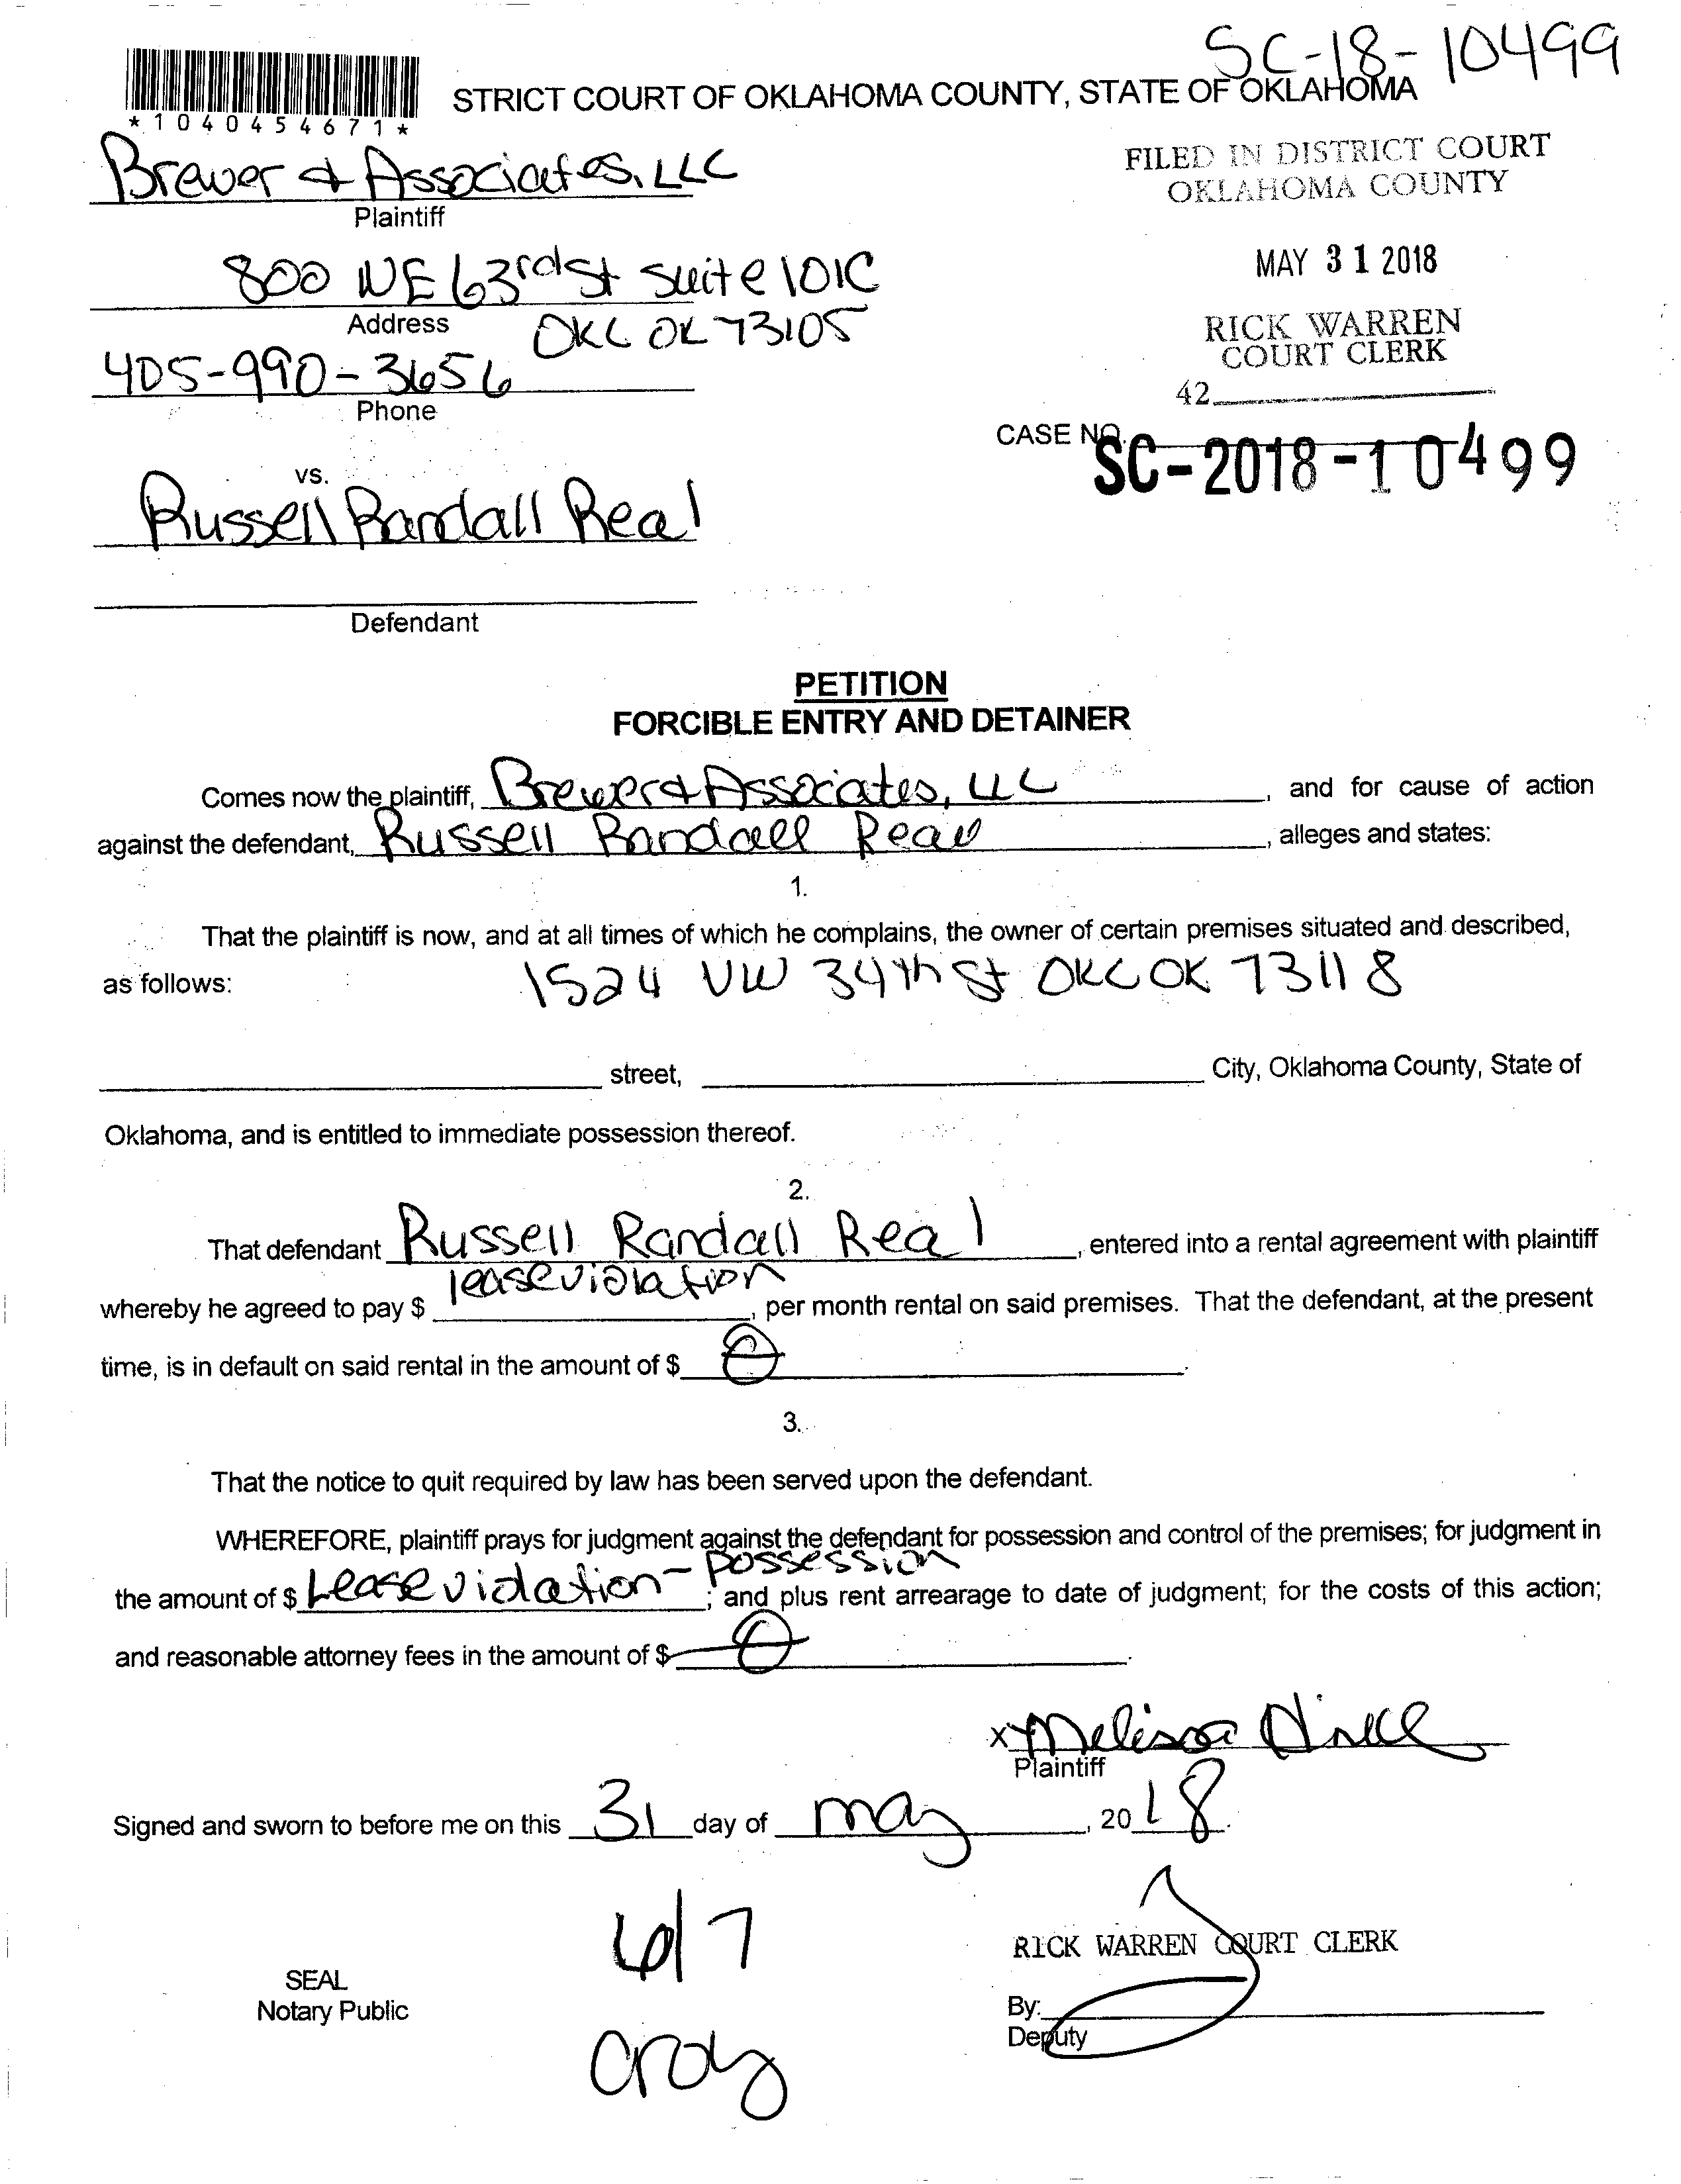 SC-18-10499
*1040454671*
STRICT COURT OF OKLAHOMA COUNTY, STATE OF OKLAHOMA
Brewer & Associates, LLC
Plaintiff
FILED IN DISTRICT COURT
OKLAHOMA COUNTY
800 NE 63rd St Suite 101C
Address
OKC OK 73105
MAY 31 2018
405-990-3656
Phone
RICK WARREN
COURT CLERK
42
CASE NO. SC-2018-10499
vs.
Russell Randall Real
Defendant
PETITION
FORCIBLE ENTRY AND DETAINER
Comes now the plaintiff, Brewer & Associates, LLC, and for cause of action
against the defendant, Russell Randall Real, alleges and states:
1.
That the plaintiff is now, and at all times of which he complains, the owner of certain premises situated and described,
as follows: 1524 NW 34th St OKC OK 73118
street, City, Oklahoma County, State of
Oklahoma, and is entitled to immediate possession thereof.
2.
That defendant Russell Randall Real, entered into a rental agreement with plaintiff
whereby he agreed to pay $ lease violation, per month rental on said premises. That the defendant, at the present
time, is in default on said rental in the amount of $ 0.
3.
That the notice to quit required by law has been served upon the defendant.
WHEREFORE, plaintiff prays for judgment against the defendant for possession and control of the premises; for judgment in
the amount of $ Lease violation - possession; and plus rent arrearage to date of judgment; for the costs of this action;
and reasonable attorney fees in the amount of $ 0.
x Melissa
Plaintiff
Signed and sworn to before me on this 31 day of may, 2018.
6/7
RICK WARREN COURT CLERK
SEAL
Notary Public
By:
Deputy